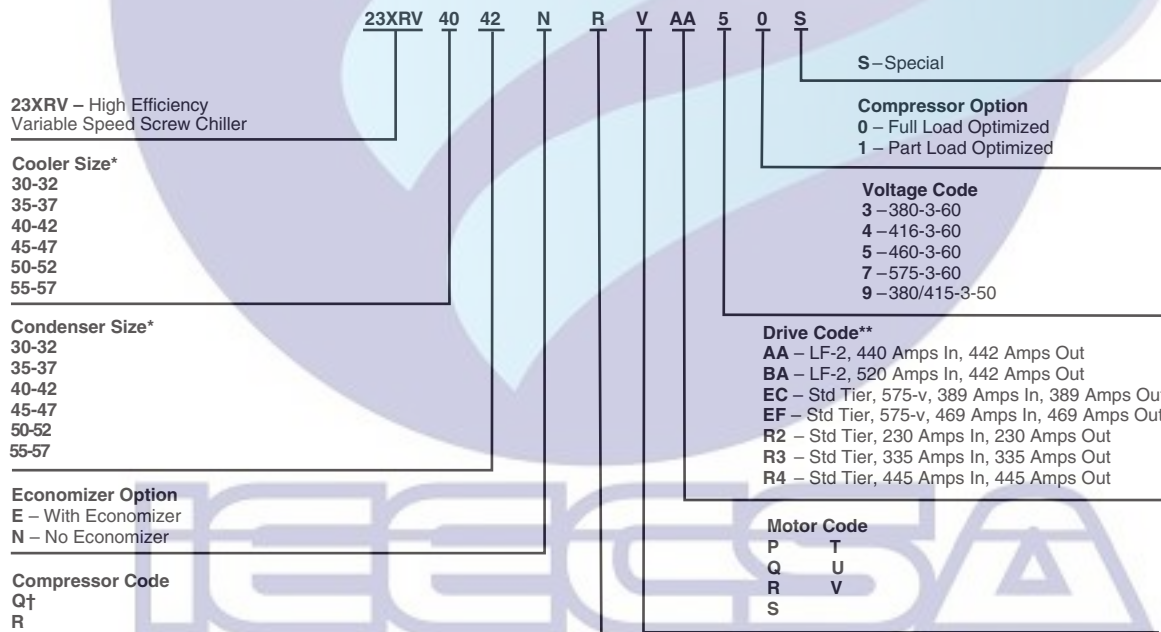 23XRV 40 42 N R V AA 5 0 S
S – Special
23XRV – High Efficiency
Variable Speed Screw Chiller
Compressor Option
0 – Full Load Optimized
1 – Part Load Optimized
Cooler Size*
30-32
35-37
40-42
45-47
50-52
55-57
Voltage Code
3 – 380-3-60
4 – 416-3-60
5 – 460-3-60
7 – 575-3-60
9 – 380/415-3-50
Condenser Size*
30-32
35-37
40-42
45-47
50-52
55-57
Drive Code**
AA – LF-2, 440 Amps In, 442 Amps Out
BA – LF-2, 520 Amps In, 442 Amps Out
EC – Std Tier, 575-v, 389 Amps In, 389 Amps Ou
EF – Std Tier, 575-v, 469 Amps In, 469 Amps Out
R2 – Std Tier, 230 Amps In, 230 Amps Out
R3 – Std Tier, 335 Amps In, 335 Amps Out
R4 – Std Tier, 445 Amps In, 445 Amps Out
Economizer Option
E – With Economizer
N – No Economizer
Motor Code
P T
Q U
R V
S
Compressor Code
Q†
R
IEECSA